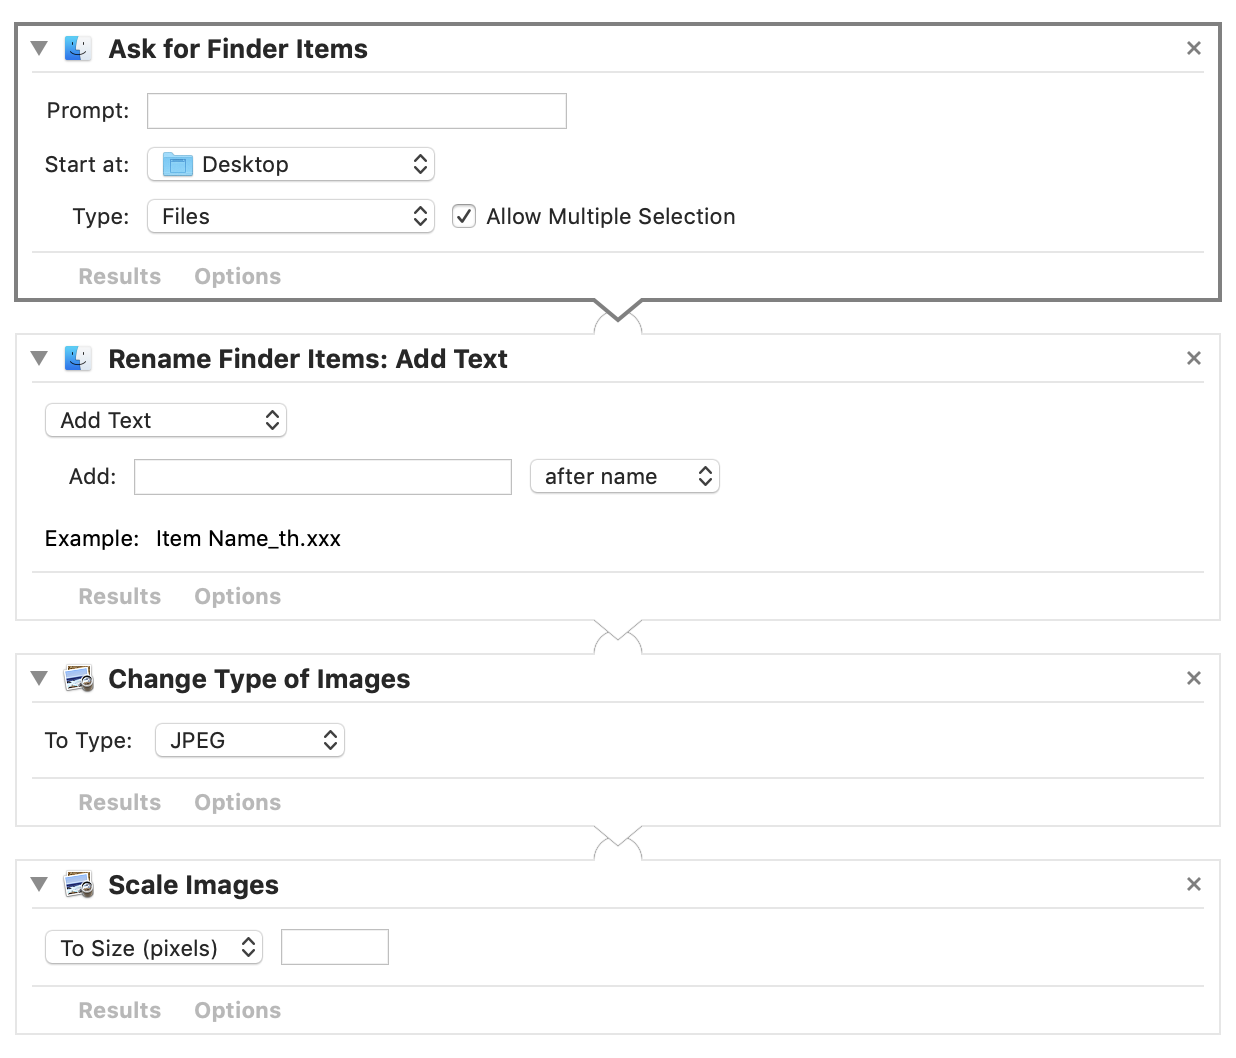 Ask for Finder Items
Prompt:
Start at: Desktop
Type: Files Allow Multiple Selection
Results Options
Rename Finder Items: Add Text
Add Text
Add: after name
Example: Item Name_th.xxx
Results Options
Change Type of Images
To Type: JPEG
Results Options
Scale Images
To Size (pixels)
Results Options